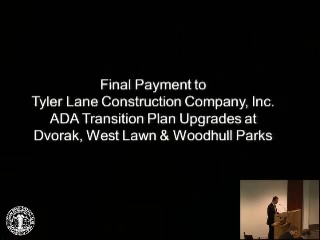 Final Payment to
Tyler Lane Construction Company, Inc.
ADA Transition Plan Upgrades at
Dvorak, West Lawn & Woodhull Parks